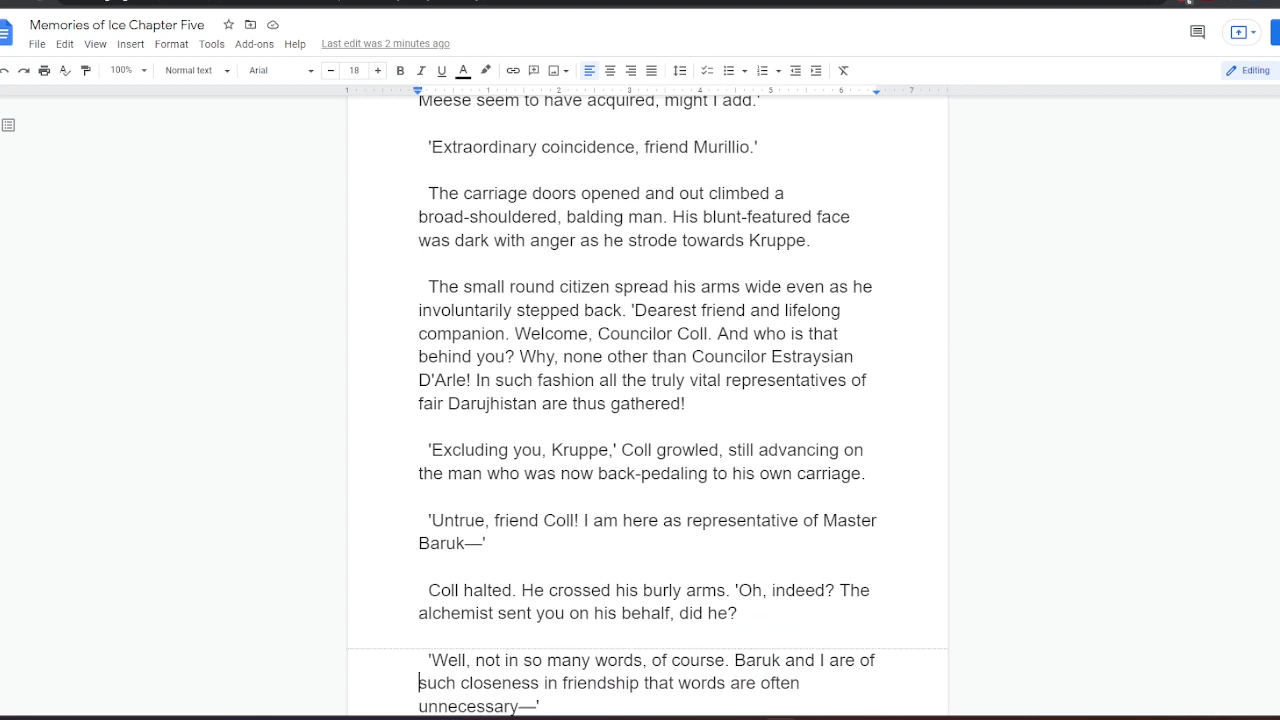 Memories of Ice Chapter Five
File Edit View Insert Format Tools Add-ons Help Last edit was 2 minutes ago
100% Normal text Arial 18 B I U A Editing
1 1 2 3 4 5 6 7
Meese seem to have acquired, might I add.'
'Extraordinary coincidence, friend Murillio.'
The carriage doors opened and out climbed a
broad-shouldered, balding man. His blunt-featured face
was dark with anger as he strode towards Kruppe.
The small round citizen spread his arms wide even as he
involuntarily stepped back. 'Dearest friend and lifelong
companion. Welcome, Councilor Coll. And who is that
behind you? Why, none other than Councilor Estraysian
D'Arle! In such fashion all the truly vital representatives of
fair Darujhistan are thus gathered!
'Excluding you, Kruppe,' Coll growled, still advancing on
the man who was now back-pedaling to his own carriage.
'Untrue, friend Coll! I am here as representative of Master
Baruk—'
Coll halted. He crossed his burly arms. 'Oh, indeed? The
alchemist sent you on his behalf, did he?
'Well, not in so many words, of course. Baruk and I are of
such closeness in friendship that words are often
unnecessary—'